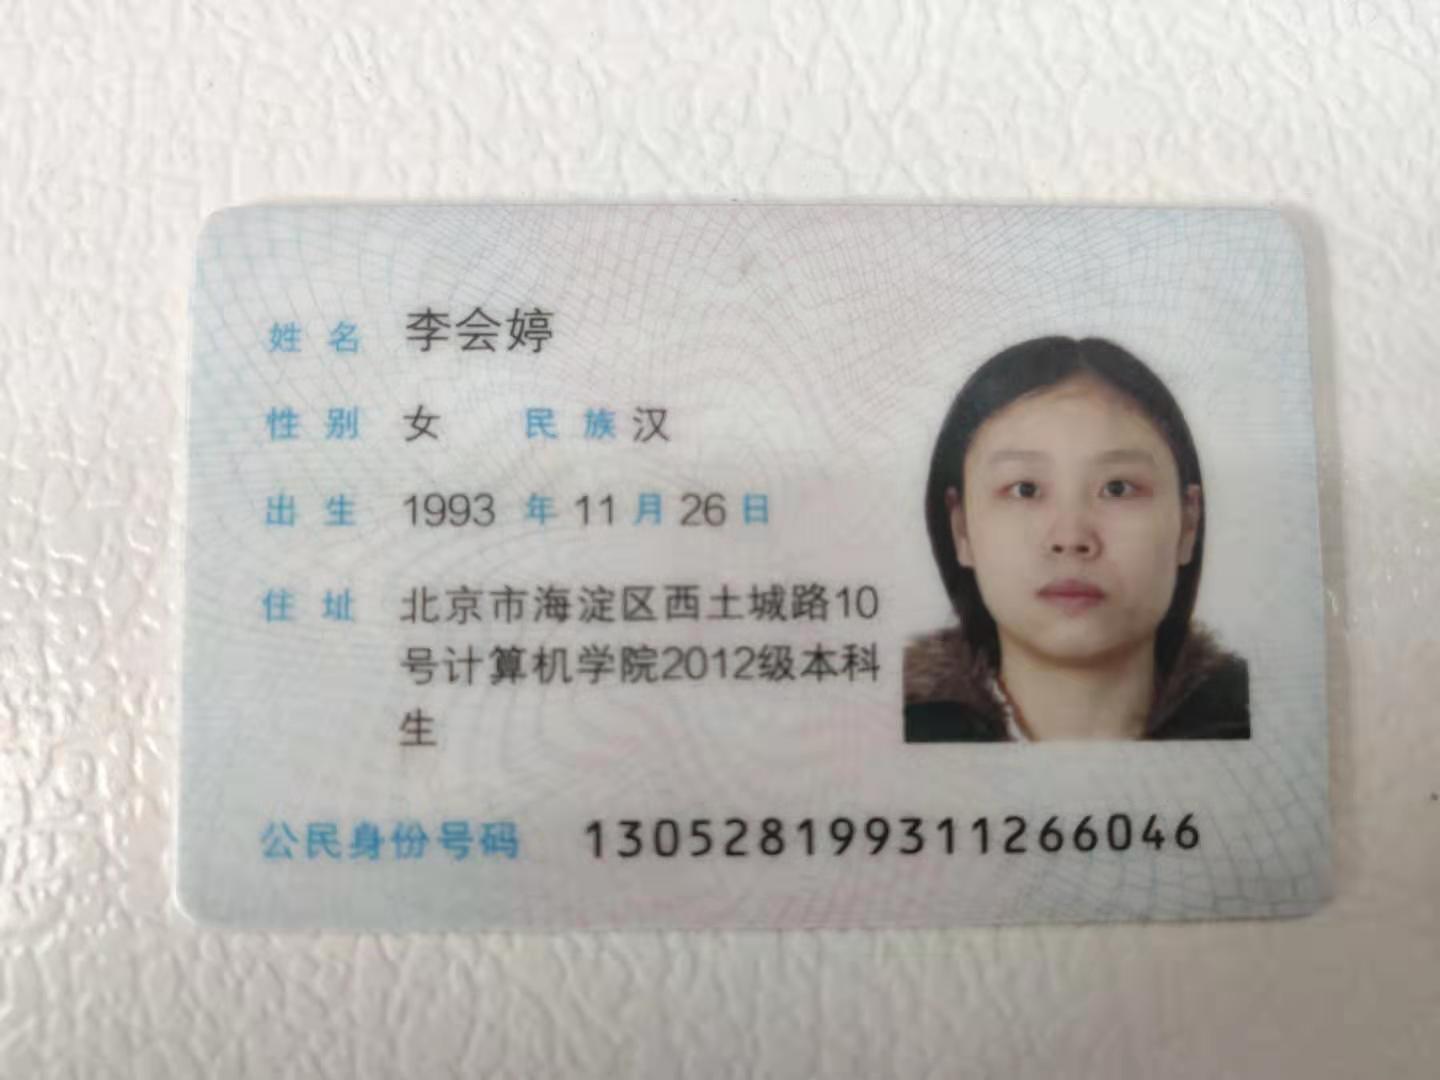 姓名 李会婷
性别 女 民族 汉
出生 1993 年 11 月 26 日
住址 北京市海淀区西土城路10
号计算机学院2012级本科
生
公民身份号码 130528199311266046